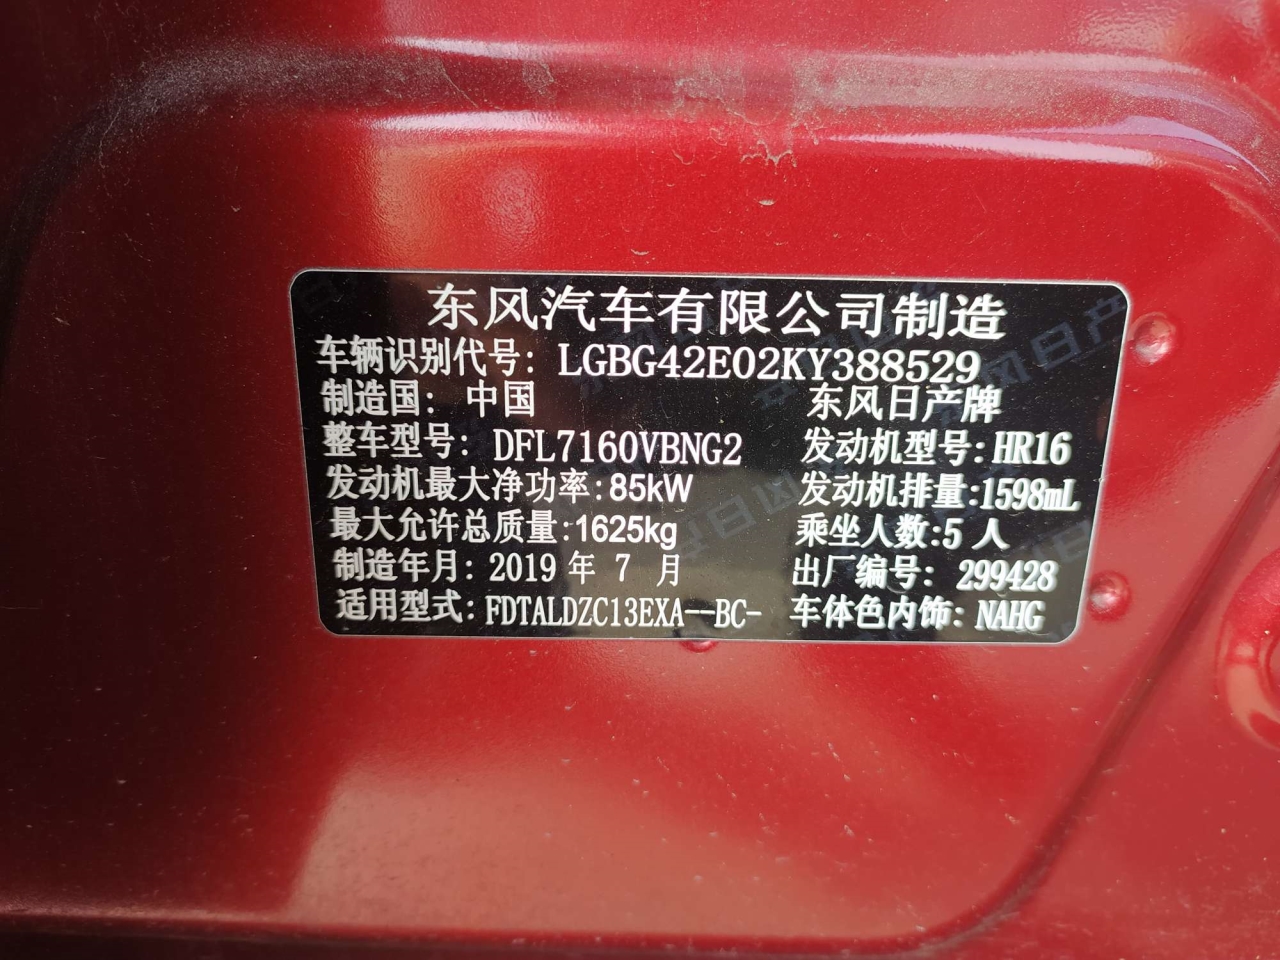 东风汽车有限公司制造
车辆识别代号：LGBG42E02KY388529
制造国：中国 东风日产牌
整车型号：DFL7160VBNG2 发动机型号:HR16
发动机最大净功率:85kW 发动机排量:1598mL
最大允许总质量:1625kg 乘坐人数:5 人
制造年月：2019 年 7 月 出厂编号：299428
适用型式：FDTALDZC13EXA--BC- 车体色内饰：NAHG